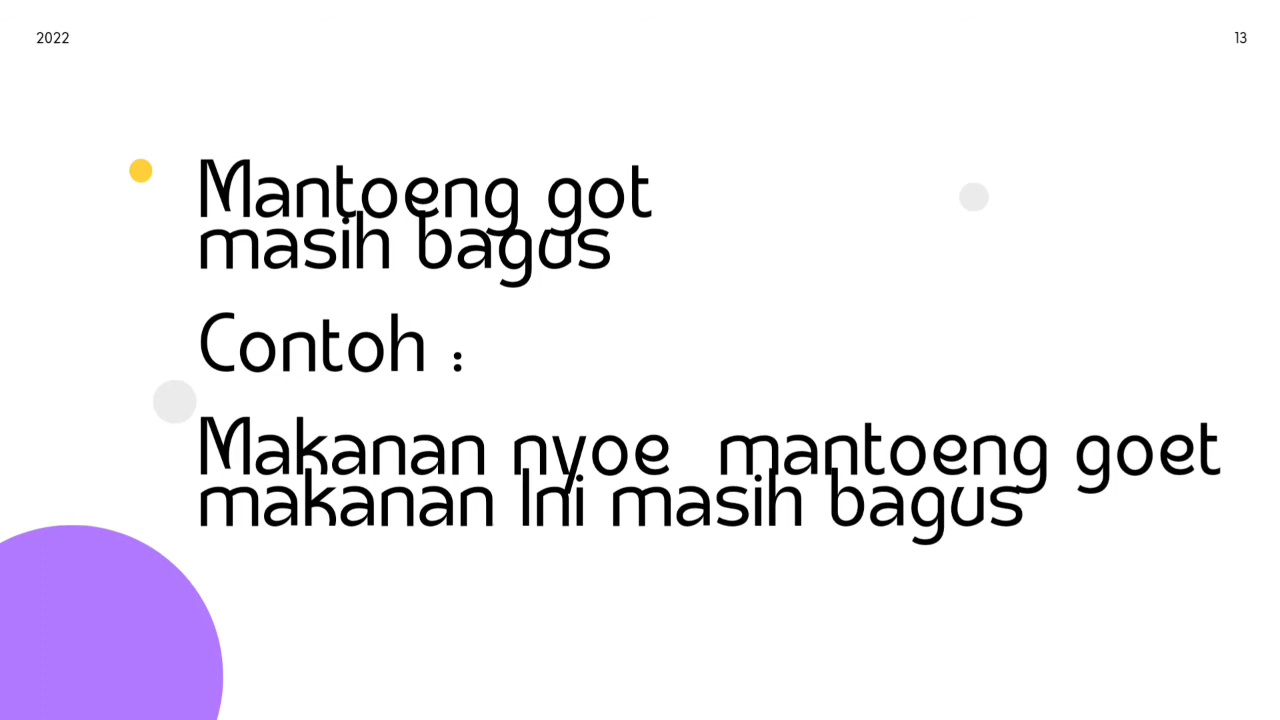 2022
13
Mantoeng got
masih bagus
Contoh :
Makanan nyoe mantoeng goet
makanan Ini masih bagus